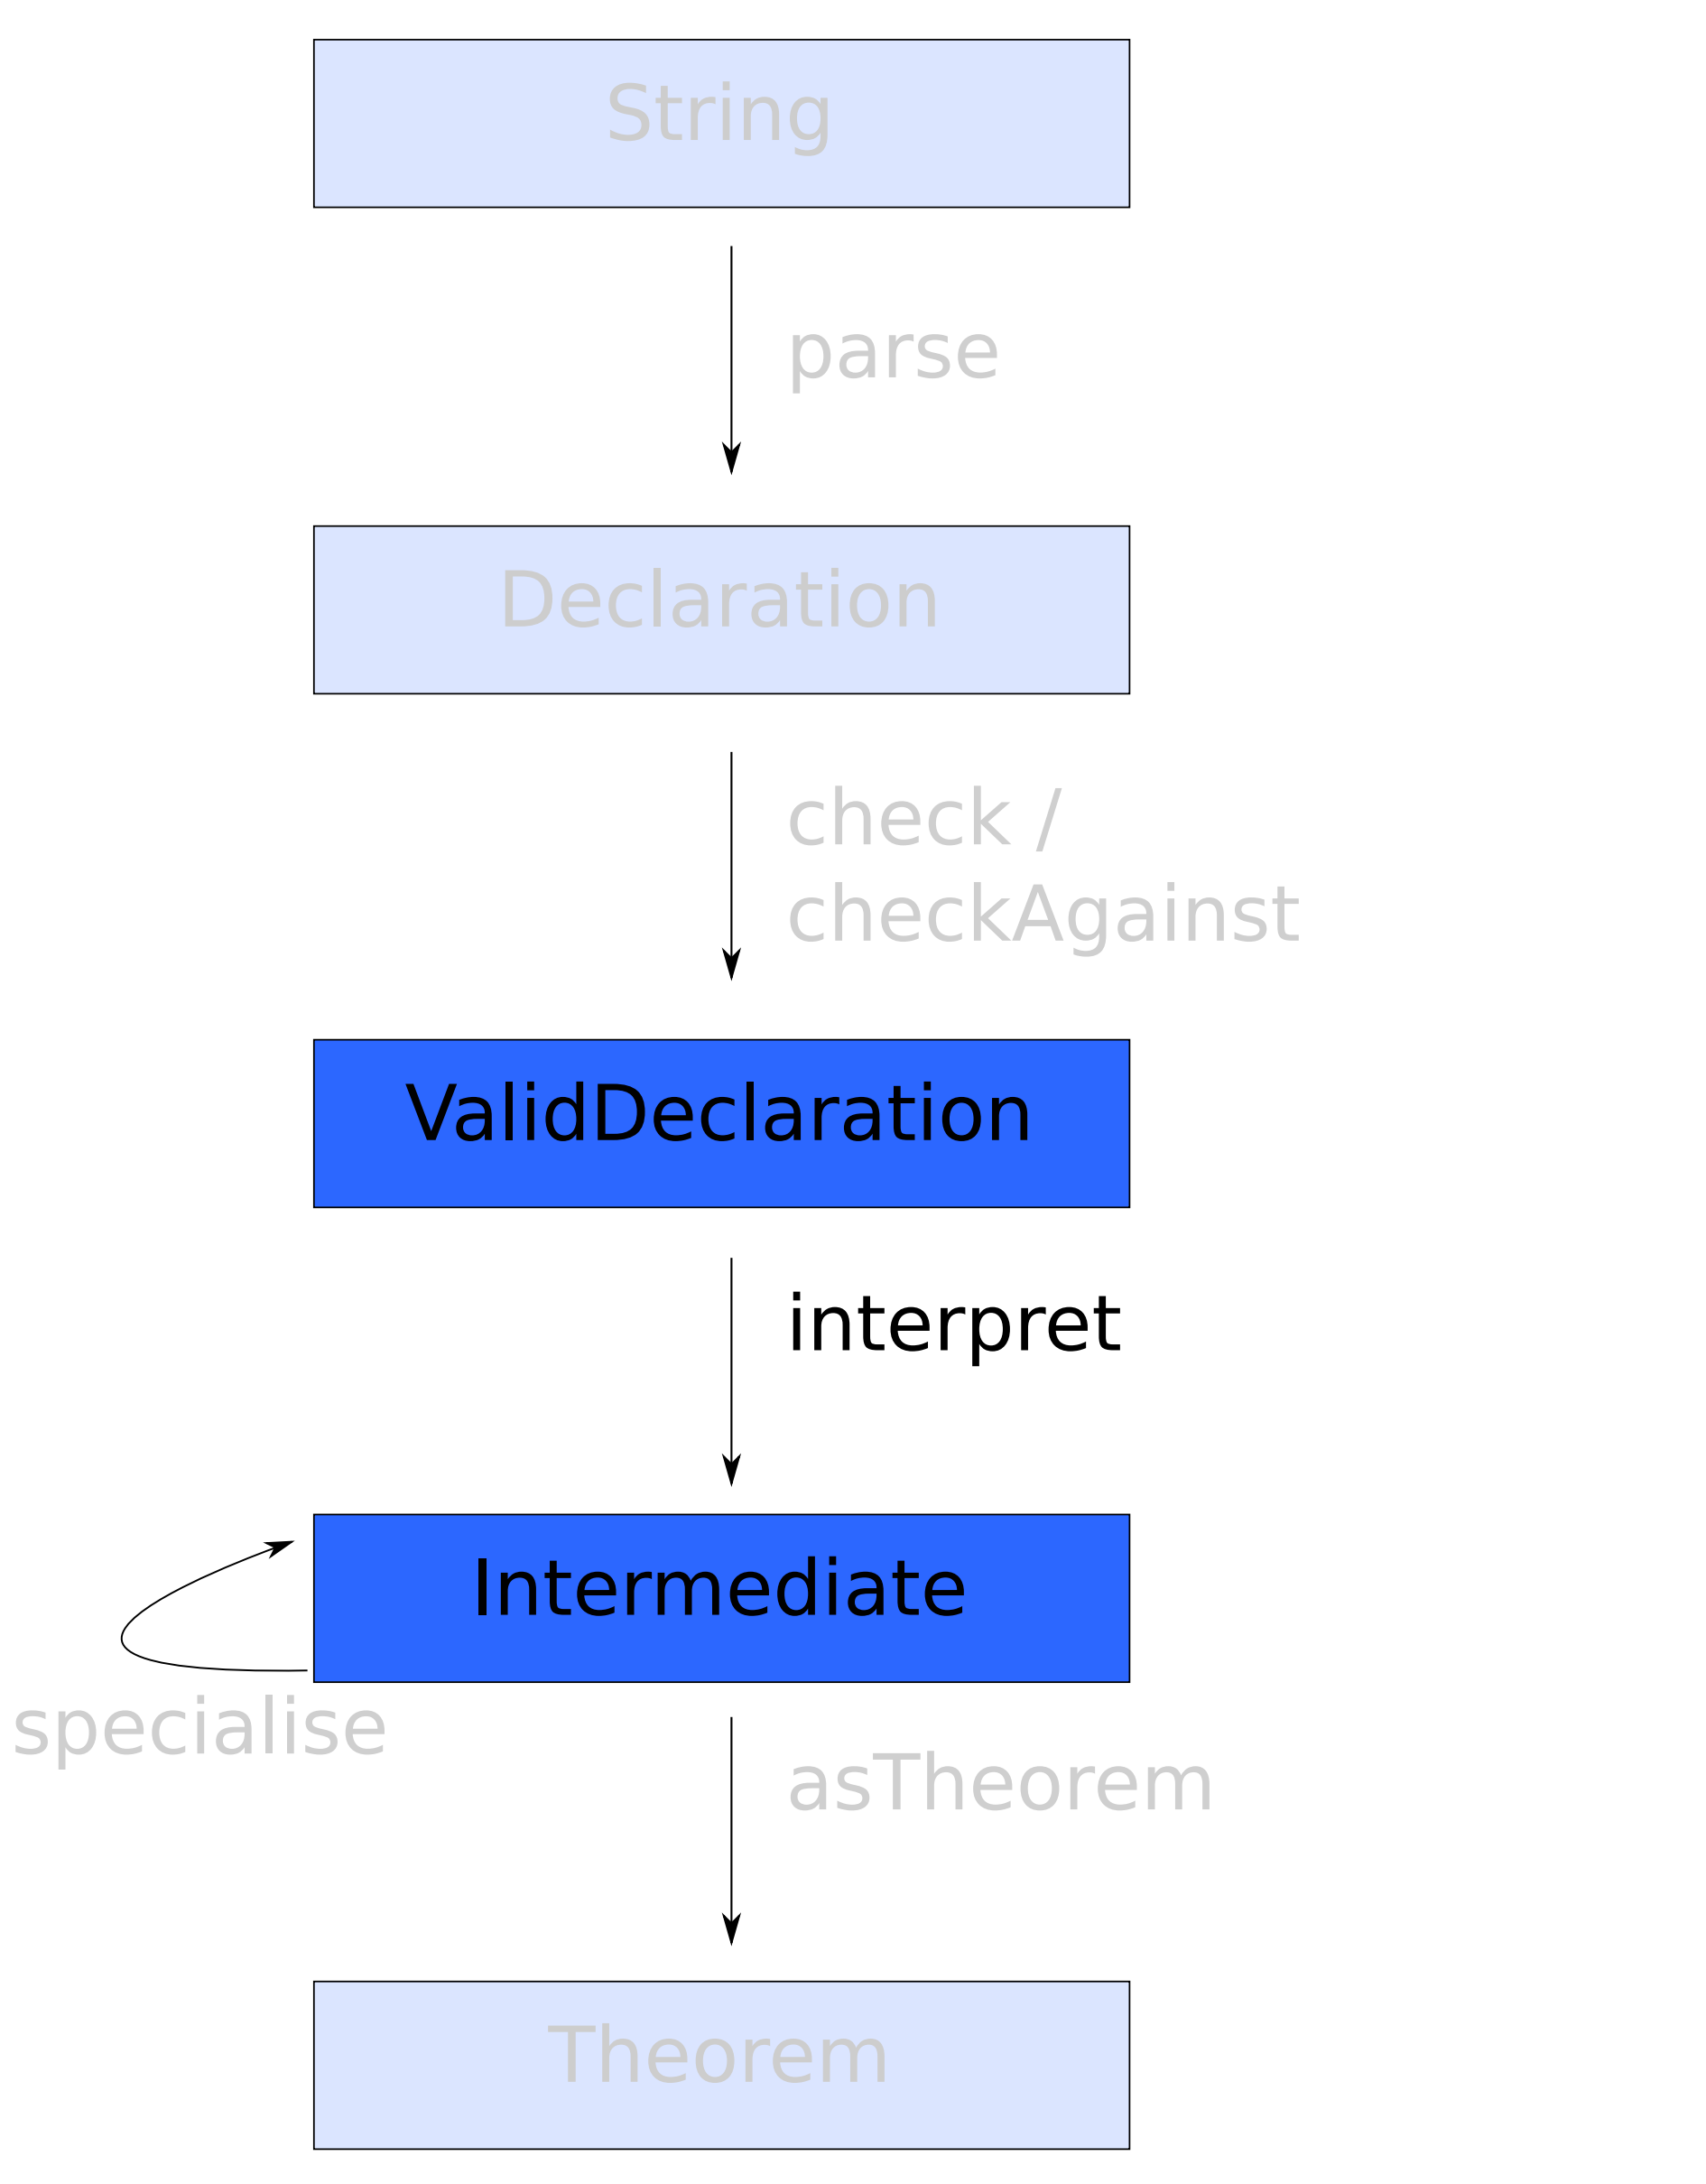 String
parse
Declaration
check /
checkAgainst
ValidDeclaration
interpret
Intermediate
specialise
asTheorem
Theorem